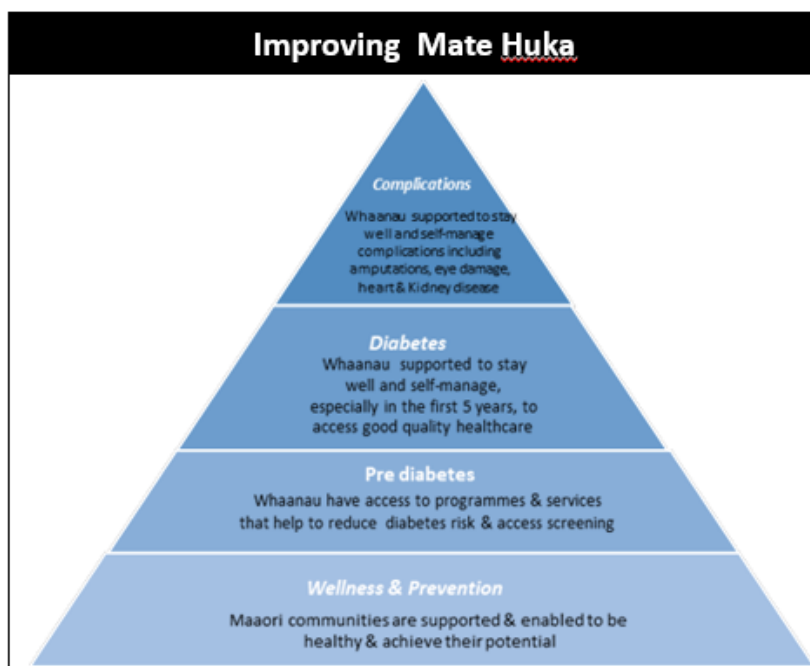 Improving Mate Huka
Complications
Whaanau supported to stay
well and self-manage
complications including
amputations, eye damage,
heart & Kidney disease
Diabetes
Whaanau supported to stay
well and self-manage,
especially in the first 5 years, to
access good quality healthcare
Pre diabetes
Whaanau have access to programmes & services
that help to reduce diabetes risk & access screening
Wellness & Prevention
Maaori communities are supported & enabled to be
healthy & achieve their potential